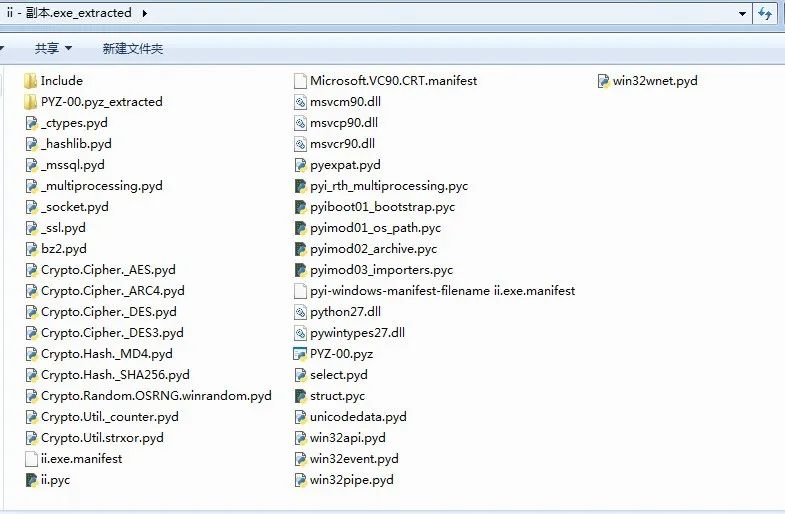 ii - 副本.exe_extracted
共享 新建文件夹
Include
PYZ-00.pyz_extracted
_ctypes.pyd
_hashlib.pyd
_mssql.pyd
_multiprocessing.pyd
_socket.pyd
_ssl.pyd
bz2.pyd
Crypto.Cipher._AES.pyd
Crypto.Cipher._ARC4.pyd
Crypto.Cipher._DES.pyd
Crypto.Cipher._DES3.pyd
Crypto.Hash._MD4.pyd
Crypto.Hash._SHA256.pyd
Crypto.Random.OSRNG.winrandom.pyd
Crypto.Util._counter.pyd
Crypto.Util.strxor.pyd
ii.exe.manifest
ii.pyc
Microsoft.VC90.CRT.manifest
msvcm90.dll
msvcp90.dll
msvcr90.dll
pyexpat.pyd
pyi_rth_multiprocessing.pyc
pyiboot01_bootstrap.pyc
pyimod01_os_path.pyc
pyimod02_archive.pyc
pyimod03_importers.pyc
pyi-windows-manifest-filename ii.exe.manifest
python27.dll
pywintypes27.dll
PYZ-00.pyz
select.pyd
struct.pyc
unicodedata.pyd
win32api.pyd
win32event.pyd
win32pipe.pyd
win32wnet.pyd